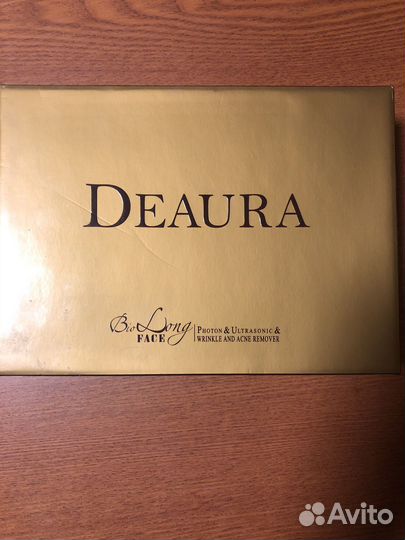 DEAURA
Bio Long
FACE
PHOTON & ULTRASONIC &
WRINKLE AND ACNE REMOVER
Avito